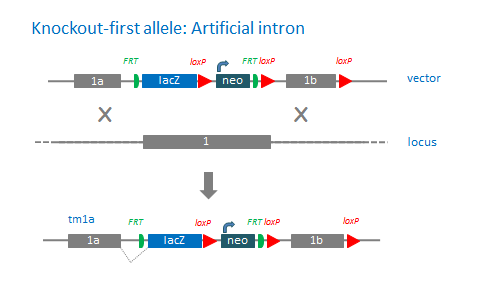 Knockout-first allele: Artificial intron
FRT loxP FRT loxP loxP
1a lacZ neo 1b vector
1 locus
tm1a
FRT loxP FRT loxP loxP
1a lacZ neo 1b